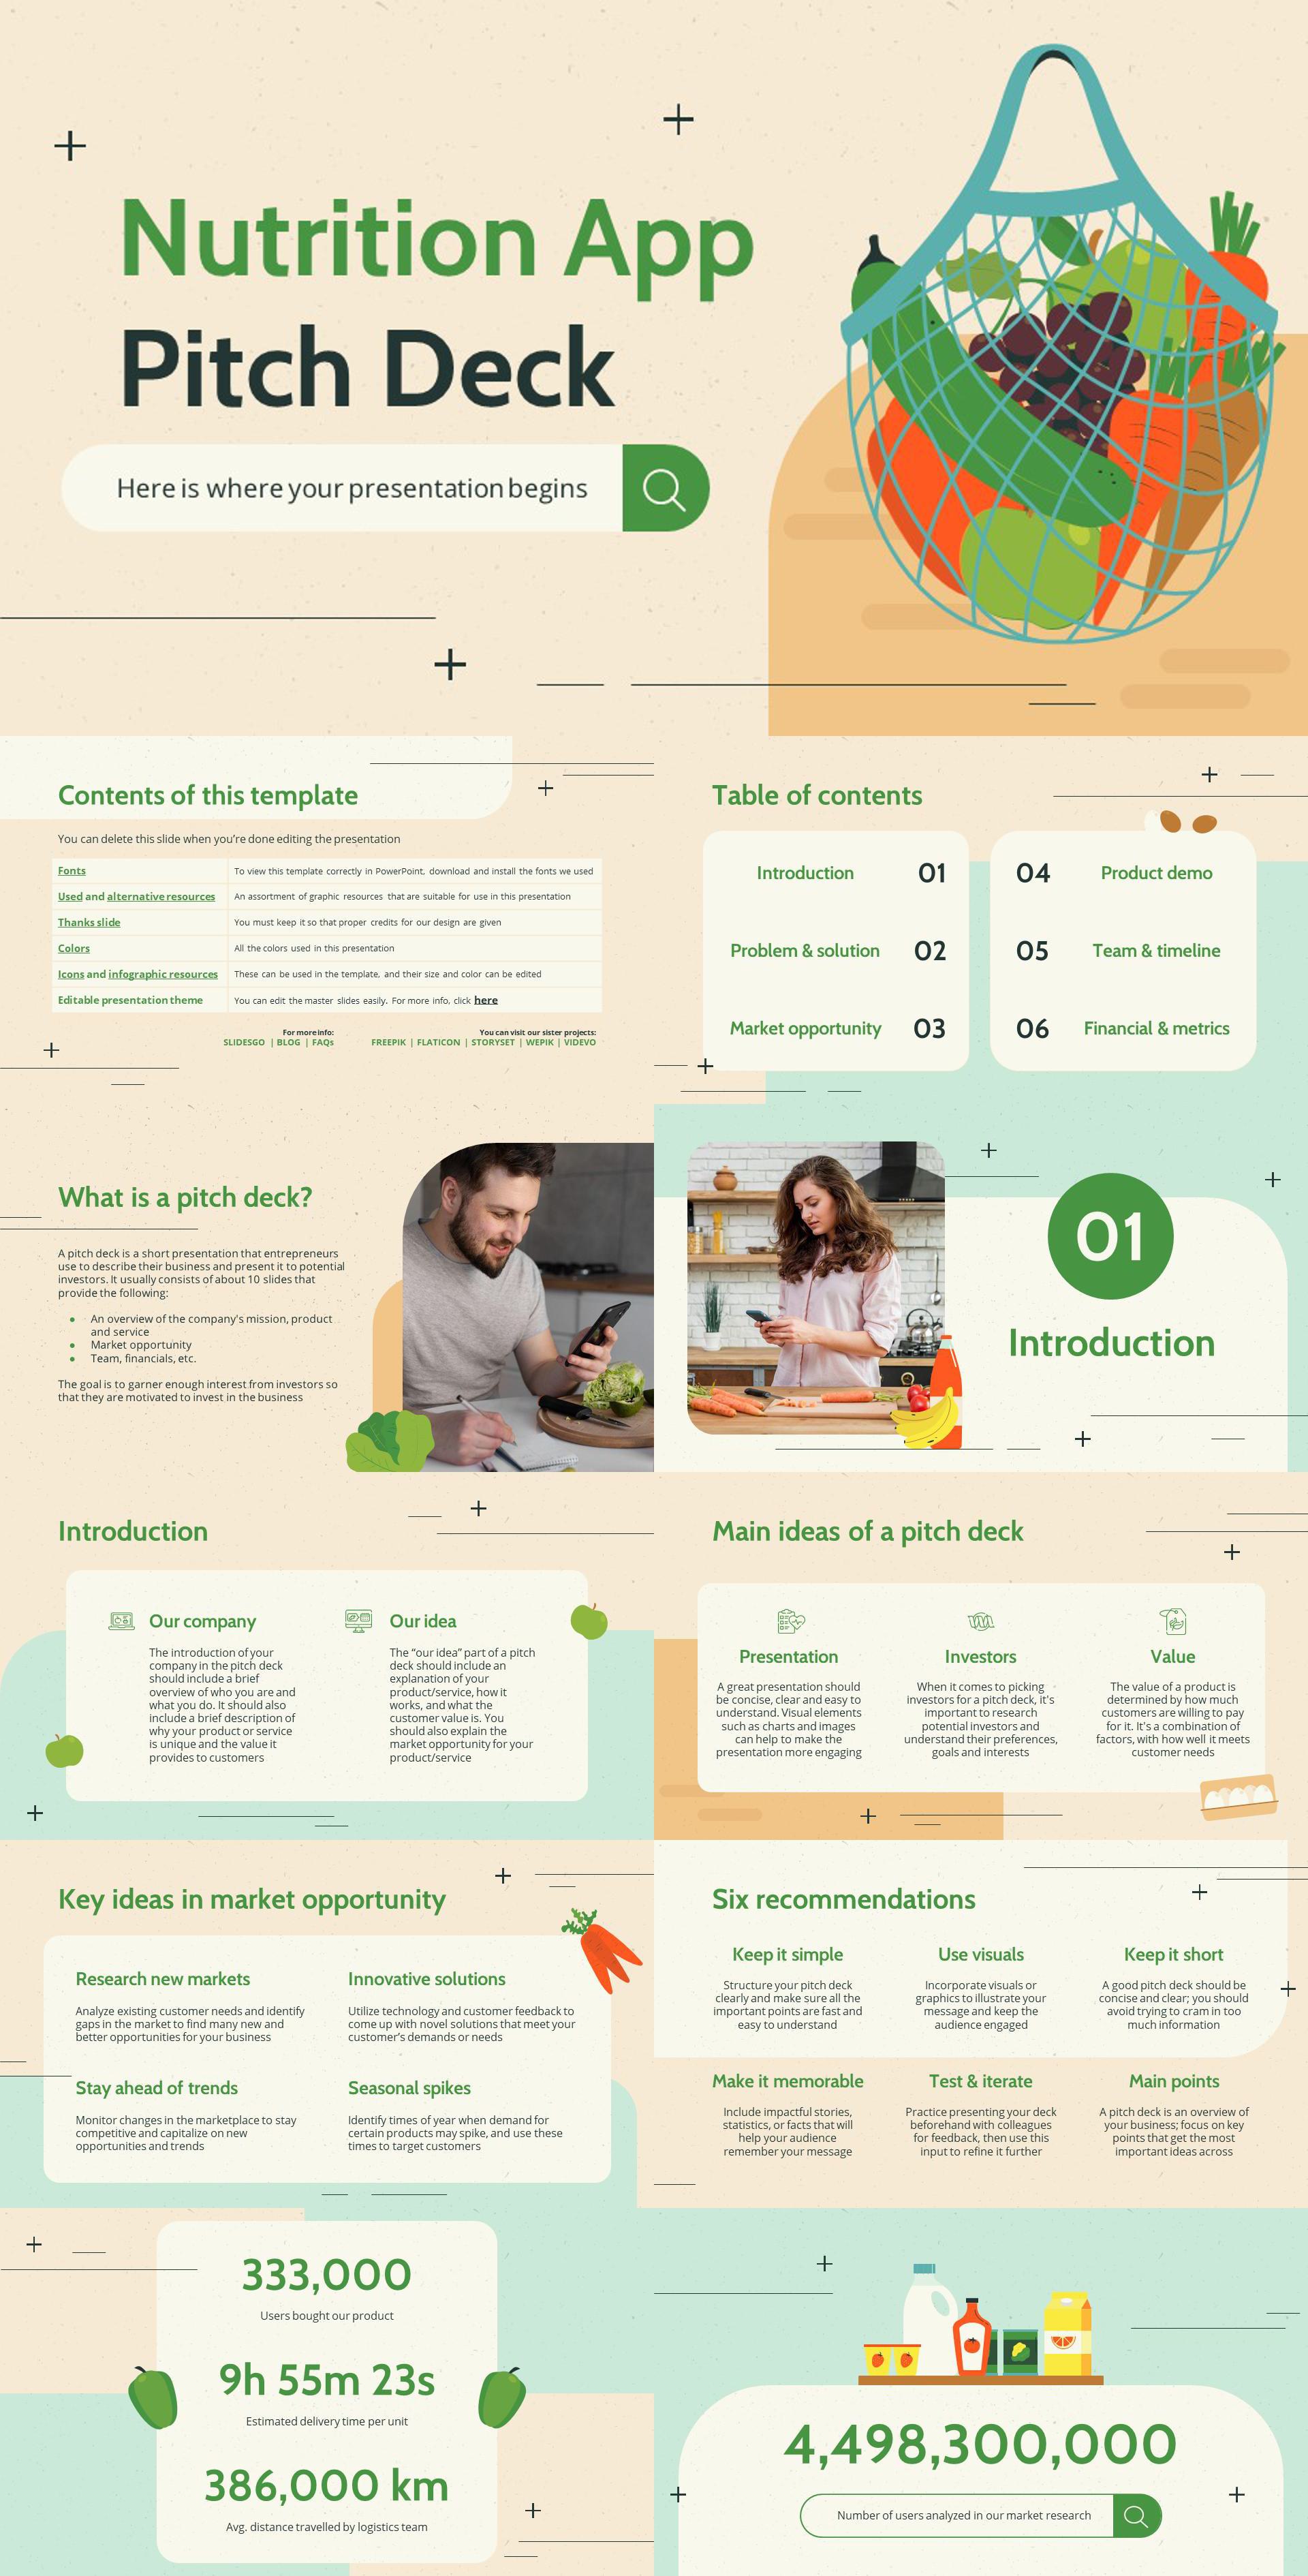 Nutrition App
Pitch Deck
Here is where your presentation begins
Contents of this template
You can delete this slide when you’re done editing the presentation
Fonts
To view this template correctly in PowerPoint, download and install the fonts we used
Used and alternative resources
An assortment of graphic resources that are suitable for use in this presentation
Thanks slide
You must keep it so that proper credits for our design are given
Colors
All the colors used in this presentation
Icons and infographic resources
These can be used in the template, and their size and color can be edited
Editable presentation theme
You can edit the master slides easily. For more info, click here
For more info:
SLIDESGO | BLOG | FAQs
You can visit our sister projects:
FREEPIK | FLATICON | STORYSET | WEPIK | VIDEVO
Table of contents
Introduction 01
04 Product demo
Problem & solution 02
05 Team & timeline
Market opportunity 03
06 Financial & metrics
What is a pitch deck?
A pitch deck is a short presentation that entrepreneurs
use to describe their business and present it to potential
investors. It usually consists of about 10 slides that
provide the following:
● An overview of the company's mission, product
and service
● Market opportunity
● Team, financials, etc.
The goal is to garner enough interest from investors so
that they are motivated to invest in the business
01
Introduction
Introduction
Our company
The introduction of your
company in the pitch deck
should include a brief
overview of who you are and
what you do. It should also
include a brief description of
why your product or service
is unique and the value it
provides to customers
Our idea
The “our idea” part of a pitch
deck should include an
explanation of your
product/service, how it
works, and what the
customer value is. You
should also explain the
market opportunity for your
product/service
Main ideas of a pitch deck
Presentation
A great presentation should
be concise, clear and easy to
understand. Visual elements
such as charts and images
can help to make the
presentation more engaging
Investors
When it comes to picking
investors for a pitch deck, it's
important to research
potential investors and
understand their preferences,
goals and interests
Value
The value of a product is
determined by how much
customers are willing to pay
for it. It's a combination of
factors, with how well it meets
customer needs
Key ideas in market opportunity
Research new markets
Analyze existing customer needs and identify
gaps in the market to find many new and
better opportunities for your business
Innovative solutions
Utilize technology and customer feedback to
come up with novel solutions that meet your
customer’s demands or needs
Stay ahead of trends
Monitor changes in the marketplace to stay
competitive and capitalize on new
opportunities and trends
Seasonal spikes
Identify times of year when demand for
certain products may spike, and use these
times to target customers
Six recommendations
Keep it simple
Structure your pitch deck
clearly and make sure all the
important points are fast and
easy to understand
Use visuals
Incorporate visuals or
graphics to illustrate your
message and keep the
audience engaged
Keep it short
A good pitch deck should be
concise and clear; you should
avoid trying to cram in too
much information
Make it memorable
Include impactful stories,
statistics, or facts that will
help your audience
remember your message
Test & iterate
Practice presenting your deck
beforehand with colleagues
for feedback, then use this
input to refine it further
Main points
A pitch deck is an overview of
your business; focus on key
points that get the most
important ideas across
333,000
Users bought our product
9h 55m 23s
Estimated delivery time per unit
386,000 km
Avg. distance travelled by logistics team
4,498,300,000
Number of users analyzed in our market research